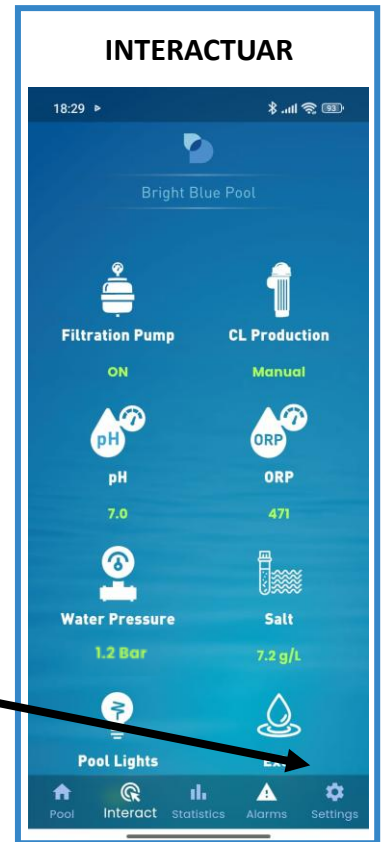 INTERACTUAR
18:29 93
Bright Blue Pool
Filtration Pump CL Production
ON Manual
pH ORP
pH ORP
7.0 471
Water Pressure Salt
1.2 Bar 7.2 g/L
Pool Lights
Pool Interact Statistics Alarms Settings